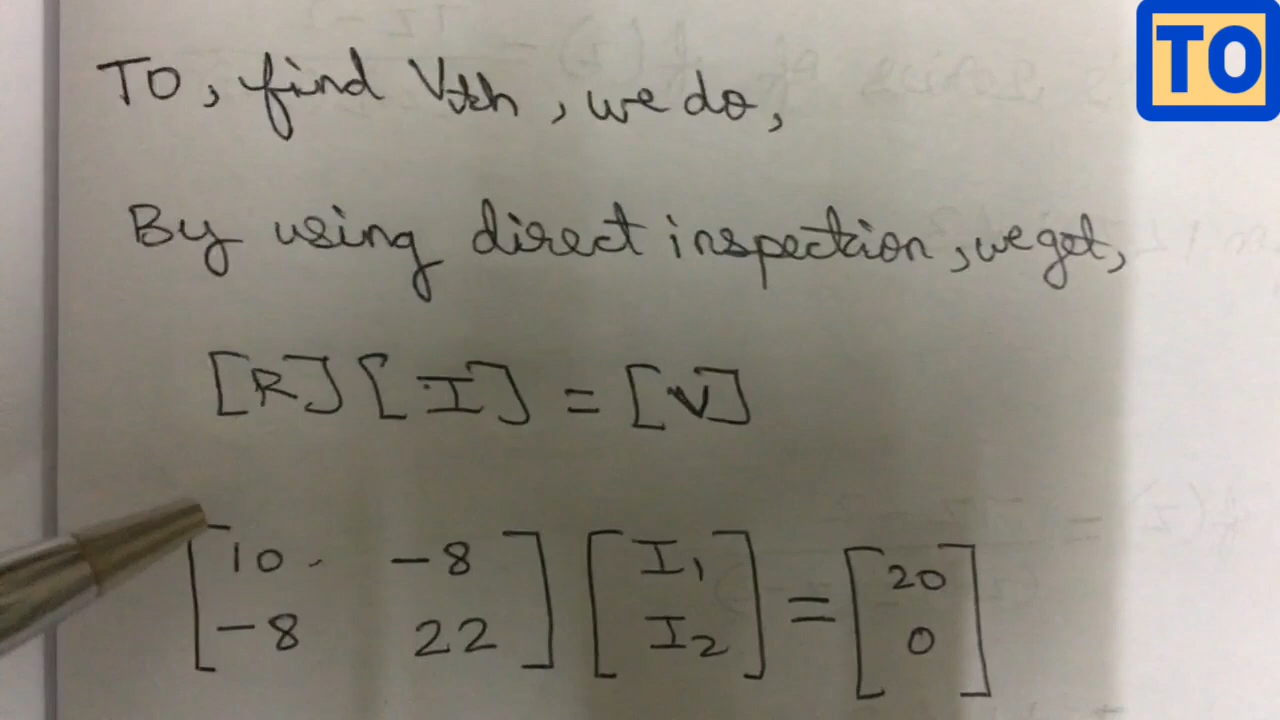 TO
TO, find Vth, we do,
By using direct inspection, we get,
[R] [I] = [V]
[10 -8] [I1] = [20]
[-8 22] [I2] [0]